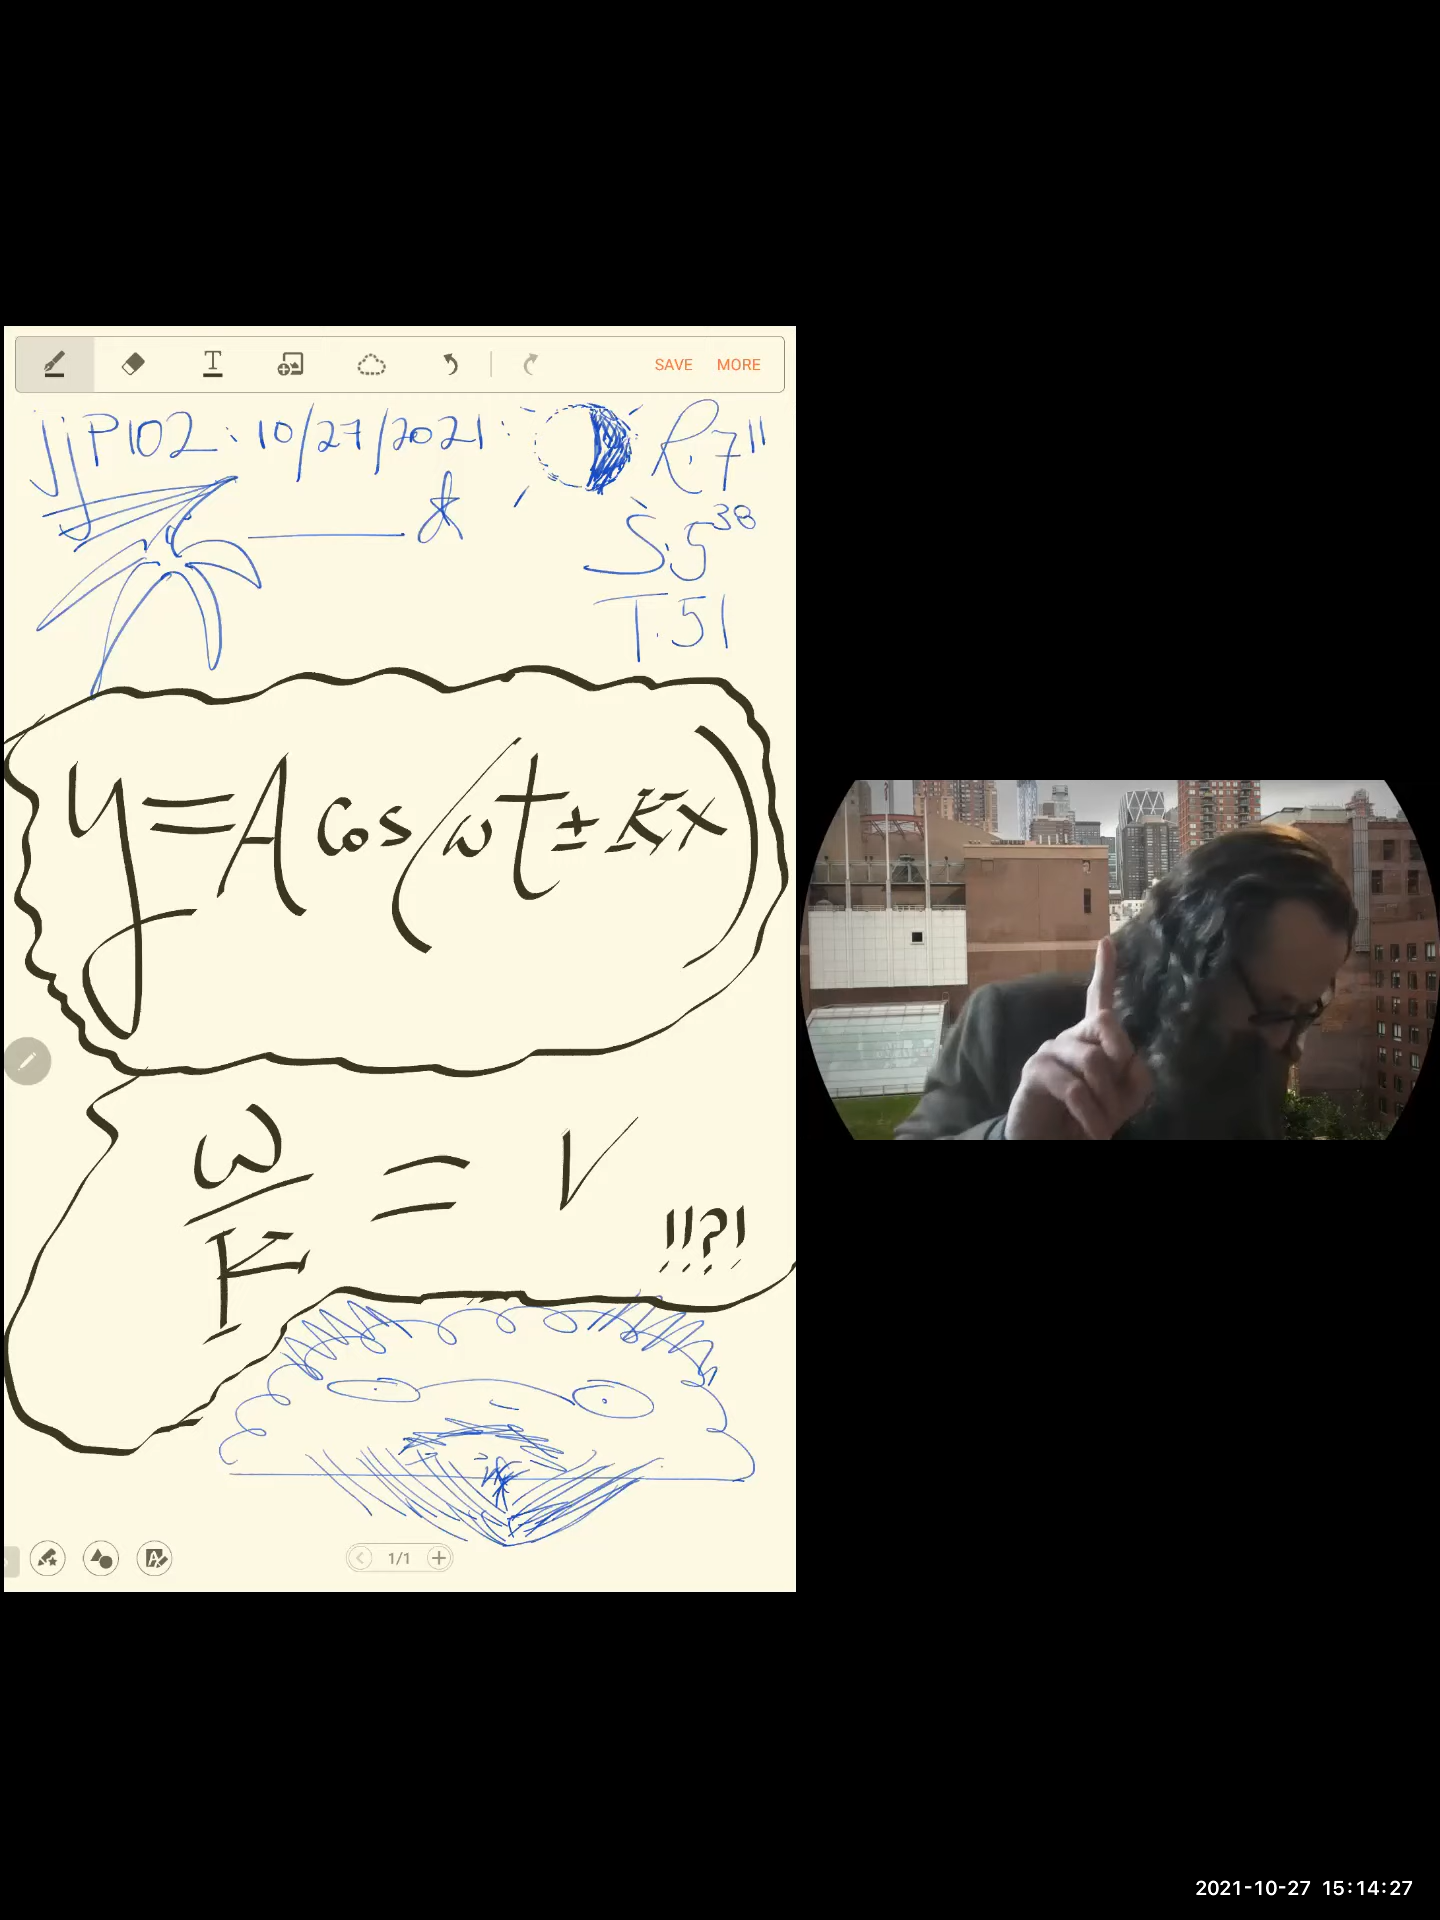 SAVE MORE
jjP102: 10/27/2021:
R.7¹¹
&
S.5³⁸
T.51
y=A cos(ωt±kx)
ω/k = V
!!?!
1/1
2021-10-27 15:14:27